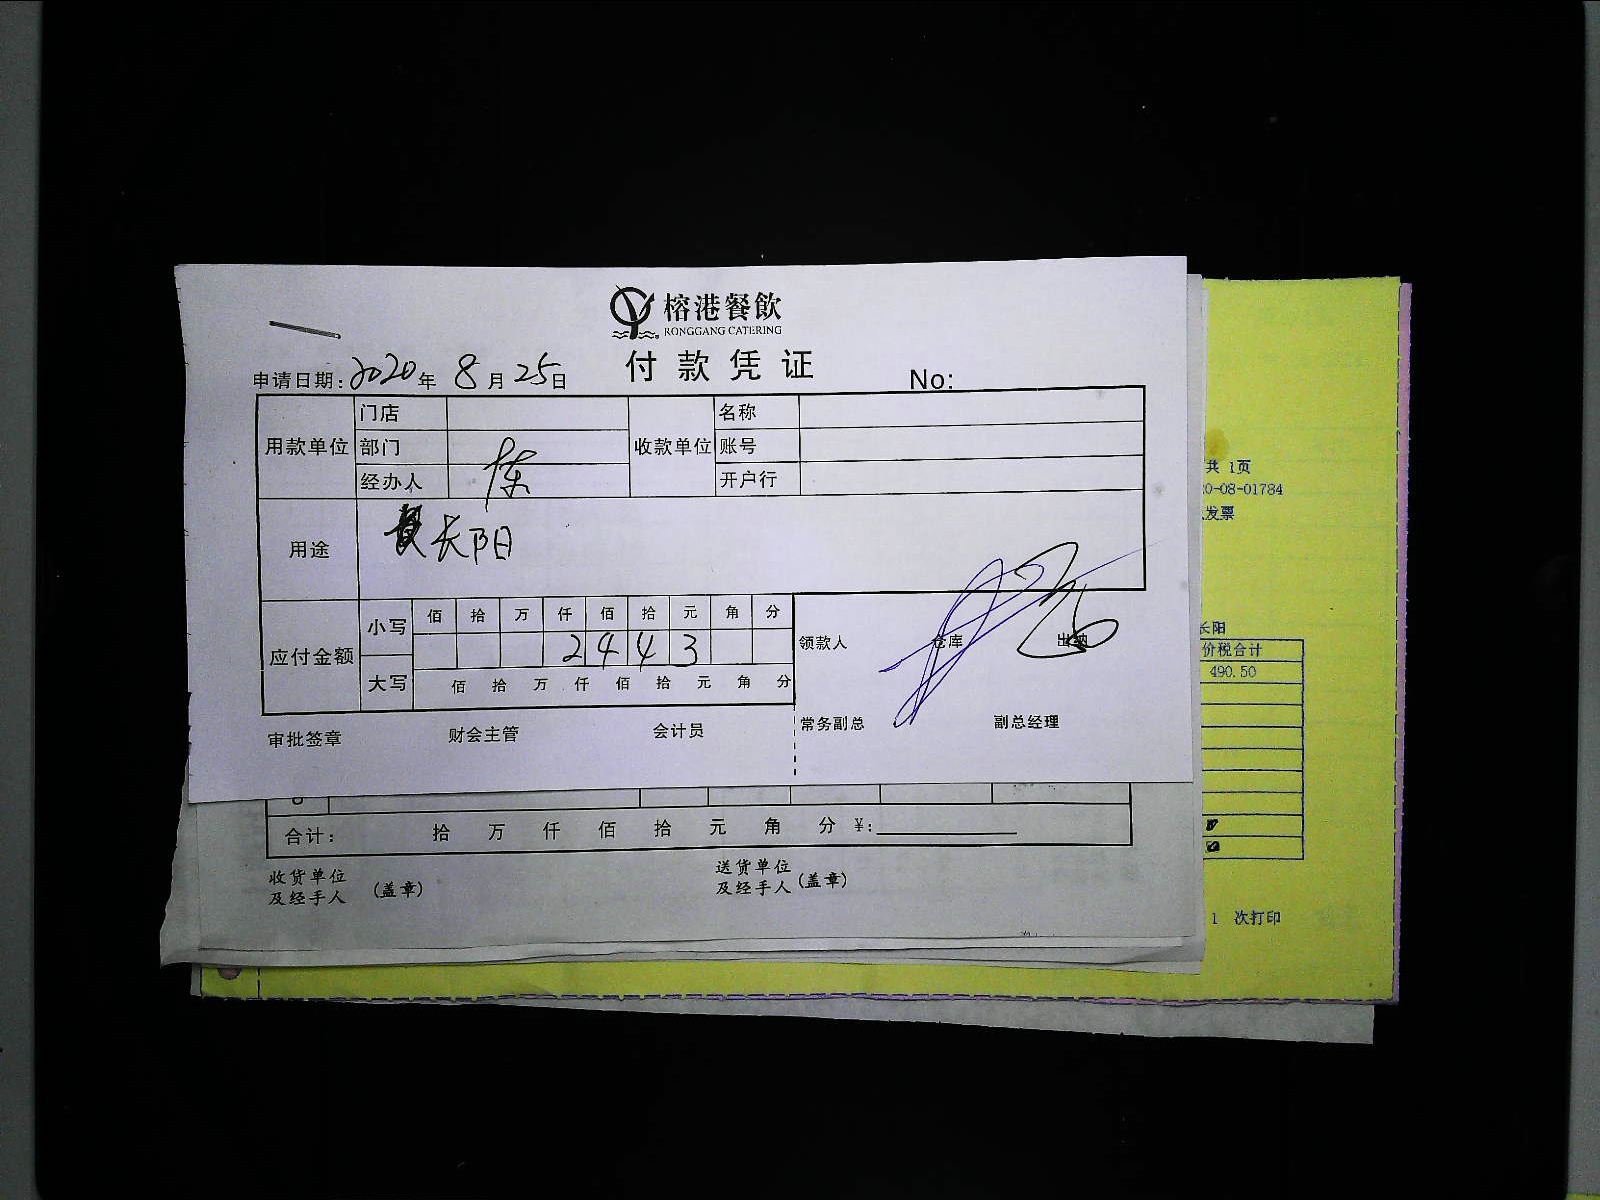 榕港餐飲
RONGGANG CATERING
付款凭证
申请日期：2020年 8月 25日
No:
用款单位 门店
部门
经办人 陈
收款单位 名称
账号
开户行
用途 长阳
应付金额 小写 佰 拾 万 仟 佰 拾 元 角 分
2 4 4 3
大写 佰 拾 万 仟 佰 拾 元 角 分
领款人 仓库 出纳
审批签章 财会主管 会计员 常务副总 副总经理
合计： 拾 万 仟 佰 拾 元 角 分 ¥:
收货单位
及经手人 (盖章)
送货单位
及经手人 (盖章)
共 1页
0-08-01784
发票
长阳
价税合计
490.50
1 次打印